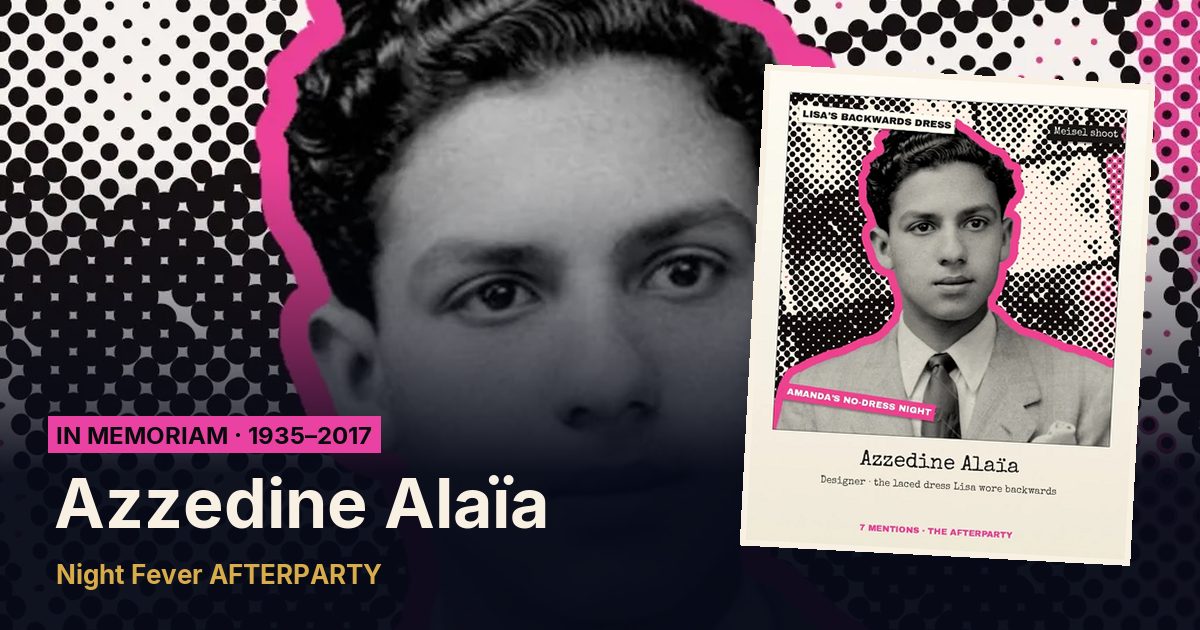 IN MEMORIAM · 1935–2017
Azzedine Alaïa
Night Fever AFTERPARTY
LISA'S BACKWARDS DRESS
Meisel shoot
AMANDA'S NO-DRESS NIGHT
Azzedine Alaïa
Designer · the laced dress Lisa wore backwards
7 MENTIONS · THE AFTERPARTY